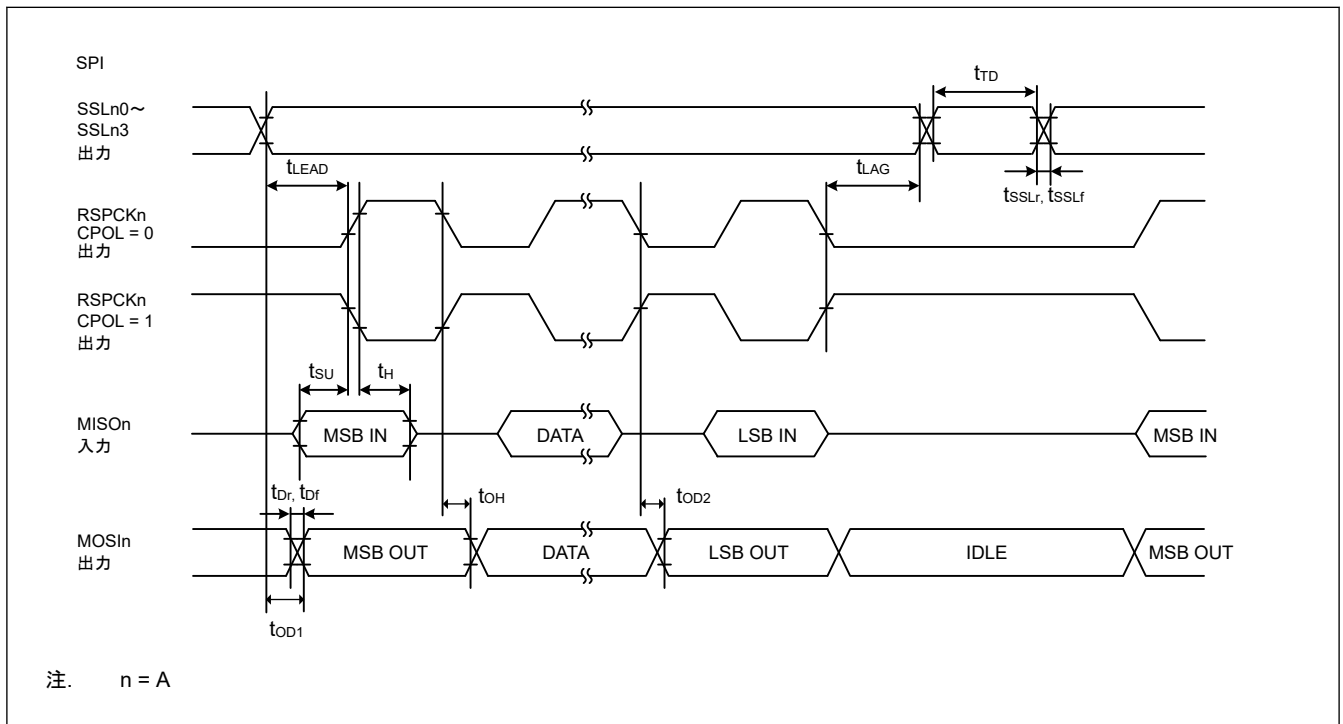 SPI
SSLn0～
SSLn3
出力
tTD
tLEAD
tLAG
tSSLr, tSSLf
RSPCKn
CPOL = 0
出力
RSPCKn
CPOL = 1
出力
tSU
tH
MISOn
入力
MSB IN
DATA
LSB IN
MSB IN
tDr, tDf
tOH
tOD2
MOSIn
出力
MSB OUT
DATA
LSB OUT
IDLE
MSB OUT
tOD1
注. n = A